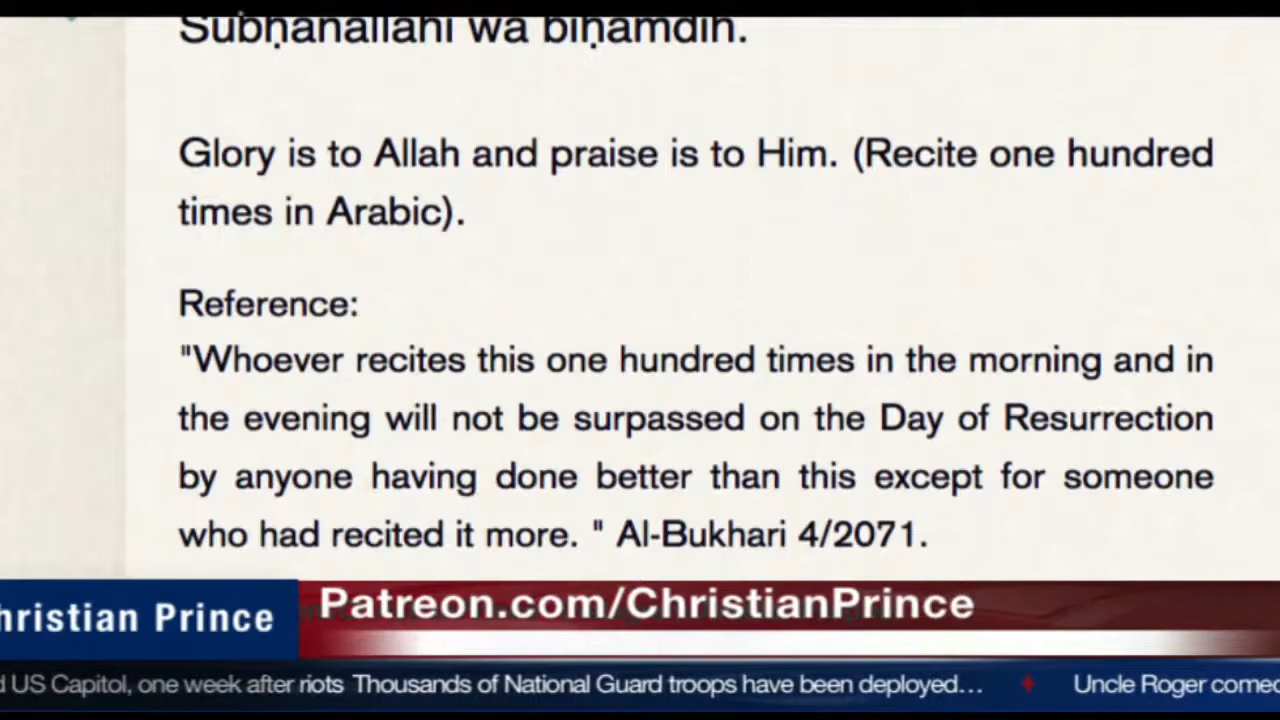 Subḥanallahi wa biḥamdih.
Glory is to Allah and praise is to Him. (Recite one hundred
times in Arabic).
Reference:
"Whoever recites this one hundred times in the morning and in
the evening will not be surpassed on the Day of Resurrection
by anyone having done better than this except for someone
who had recited it more. " Al-Bukhari 4/2071.
Patreon.com/ChristianPrince
hristian Prince
d US Capitol, one week after riots Thousands of National Guard troops have been deployed... Uncle Roger comed